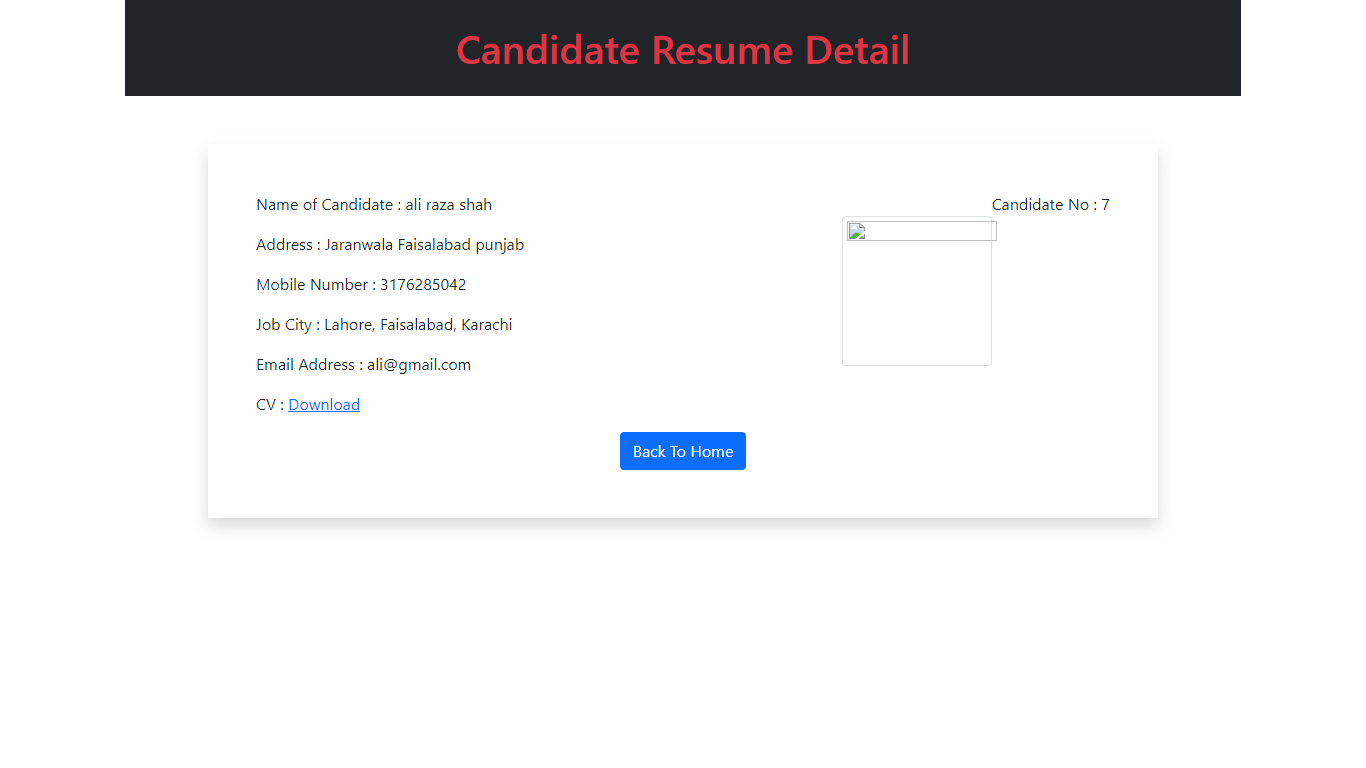 Candidate Resume Detail
Name of Candidate : ali raza shah
Candidate No : 7
Address : Jaranwala Faisalabad punjab
Mobile Number : 3176285042
Job City : Lahore, Faisalabad, Karachi
Email Address : ali@gmail.com
CV : Download
Back To Home